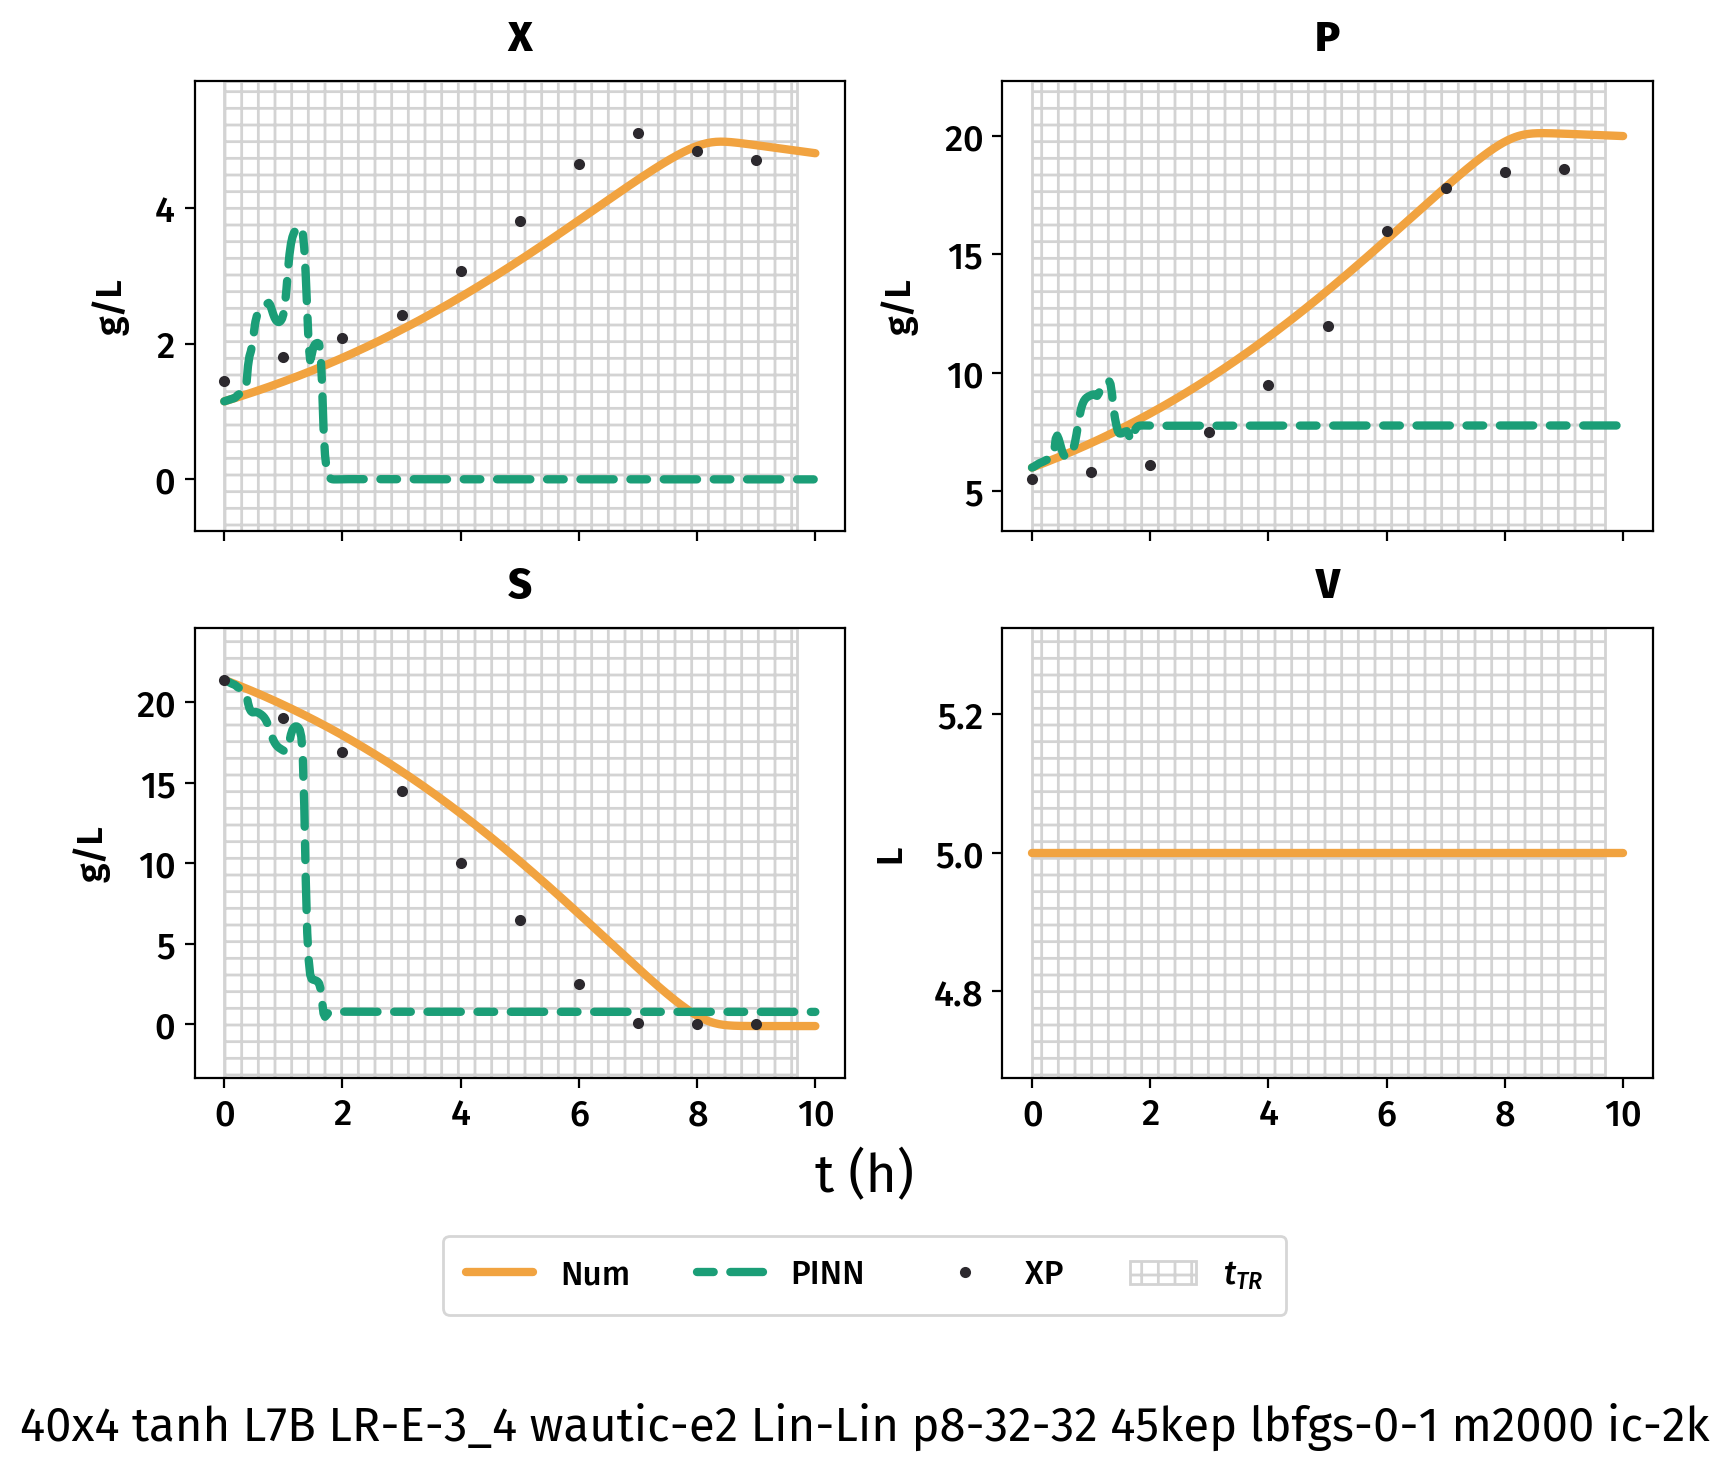 X
P
g/L
4
2
0
g/L
20
15
10
5
S
V
g/L
20
15
10
5
0
0 2 4 6 8 10
L
5.2
5.0
4.8
0 2 4 6 8 10
t (h)
Num PINN XP tTR
40x4 tanh L7B LR-E-3_4 wautic-e2 Lin-Lin p8-32-32 45kep lbfgs-0-1 m2000 ic-2k